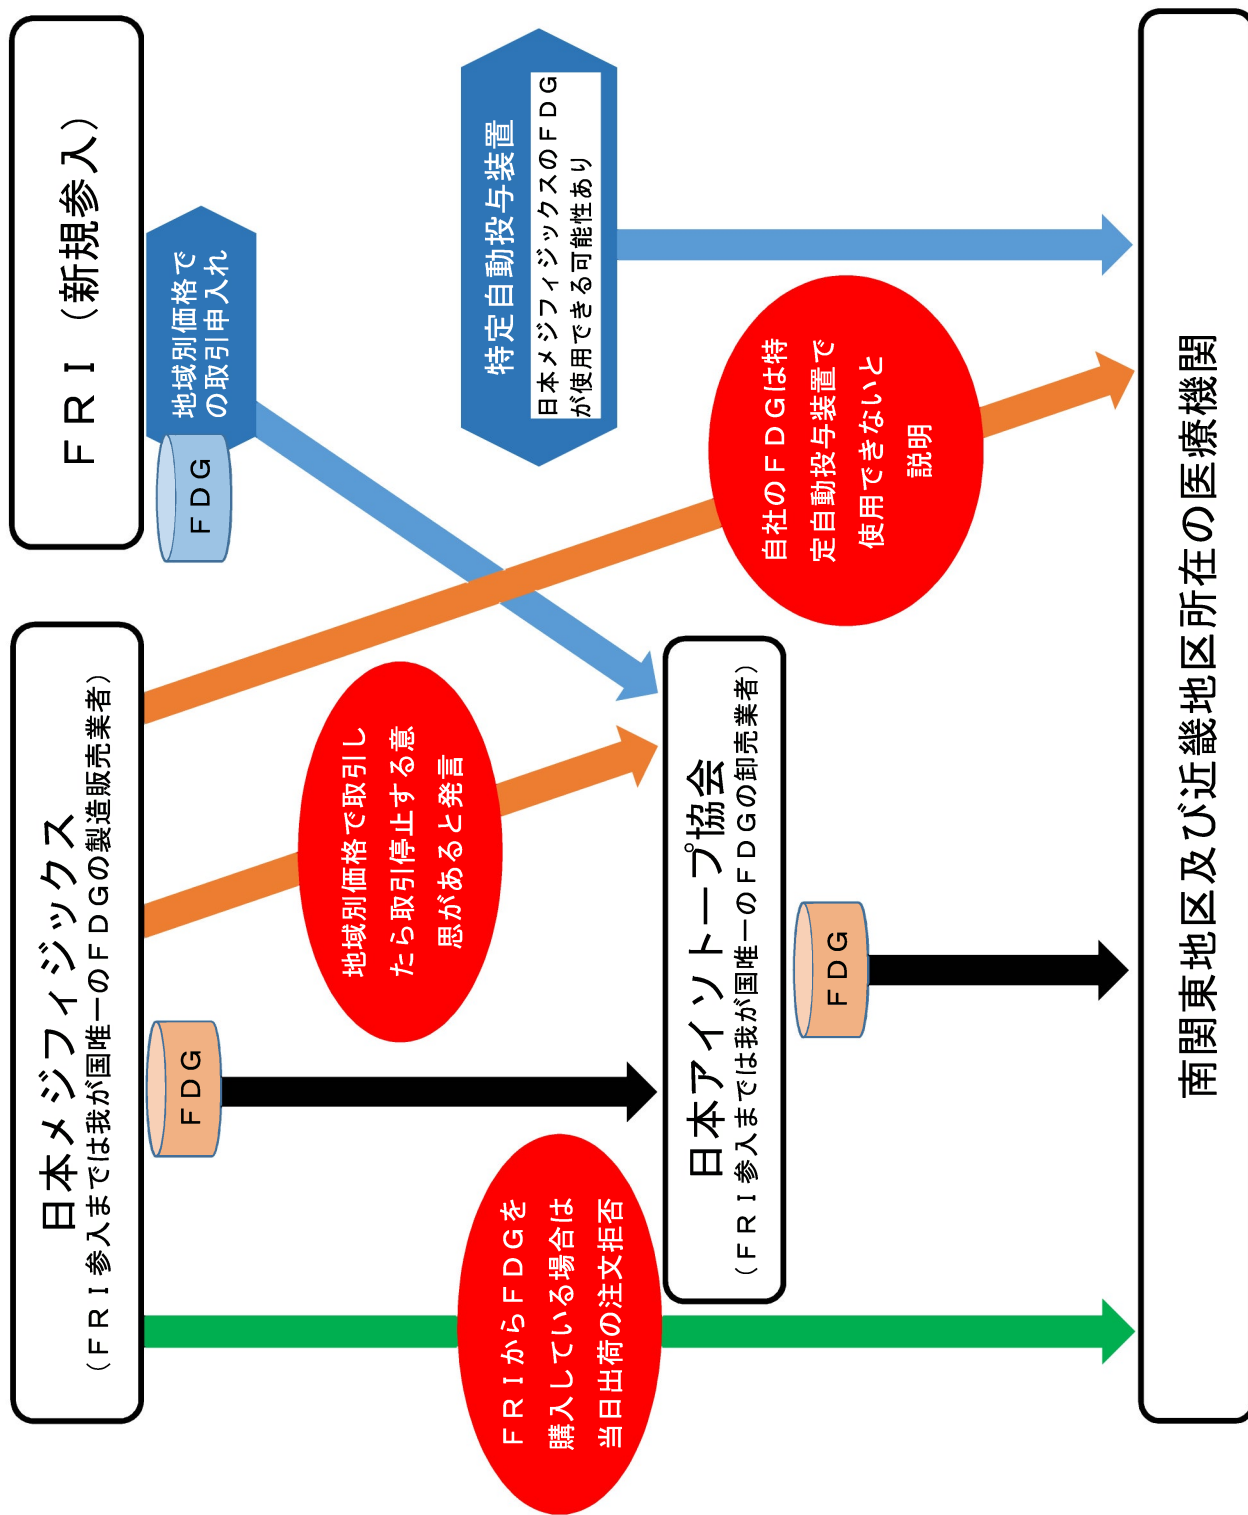 日本メジフィジックス
（ＦＲＩ参入までは我が国唯一のＦＤＧの製造販売業者）
ＦＲＩ（新規参入）
ＦＤＧ
ＦＤＧ
地域別価格で
の取引申入れ
地域別価格で取引し
たら取引停止する意
思があると発言
ＦＲＩからＦＤＧを
購入している場合は
当日出荷の注文拒否
特定自動投与装置
日本メジフィジックスのＦＤＧ
が使用できる可能性あり
日本アイソトープ協会
（ＦＲＩ参入までは我が国唯一のＦＤＧの卸売業者）
自社のＦＤＧは特
定自動投与装置で
使用できないと
説明
ＦＤＧ
南関東地区及び近畿地区所在の医療機関